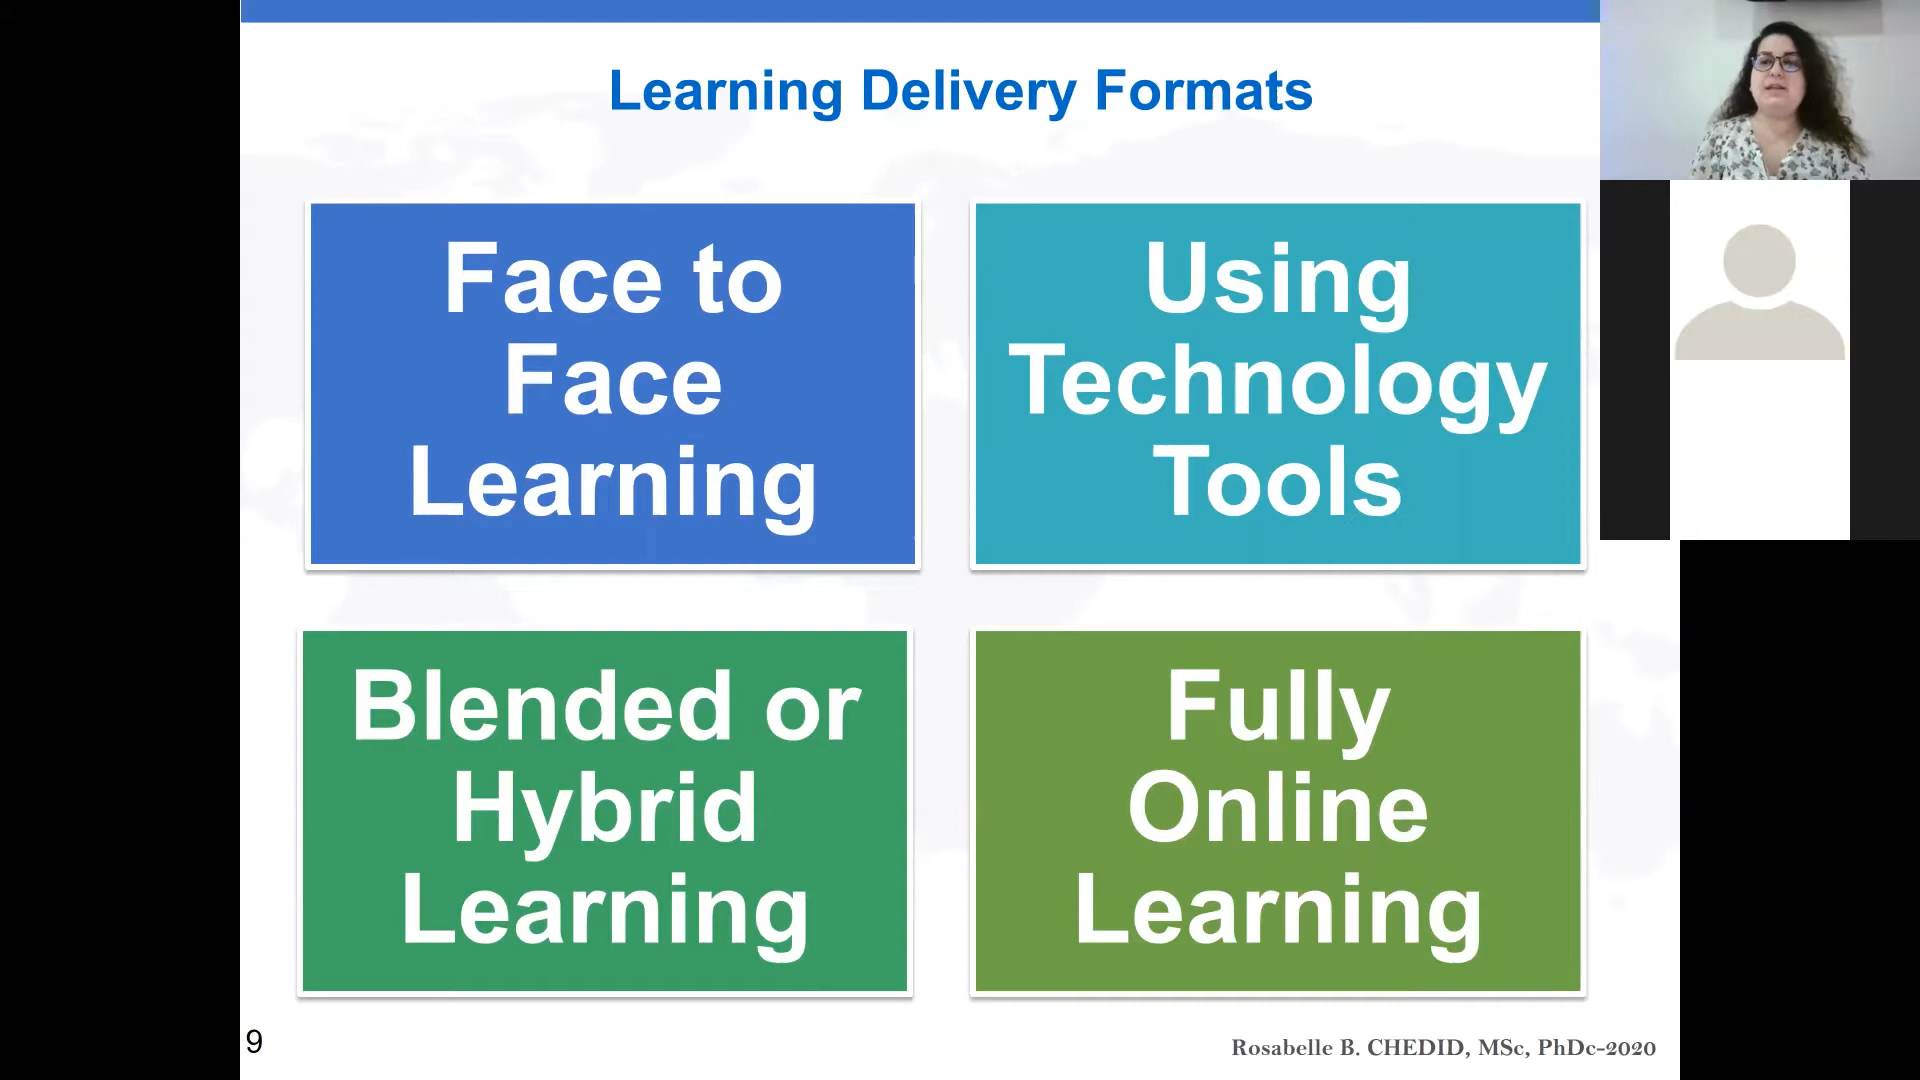 Learning Delivery Formats
Face to
Face
Learning
Using
Technology
Tools
Blended or
Hybrid
Learning
Fully
Online
Learning
9
Rosabelle B. CHEDID, MSc, PhDc-2020